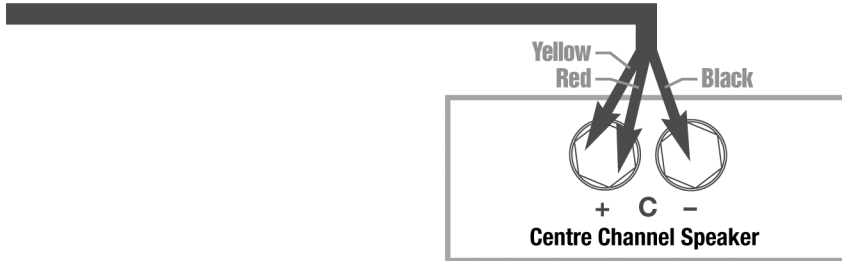 Yellow
Red
Black
+ C –
Centre Channel Speaker